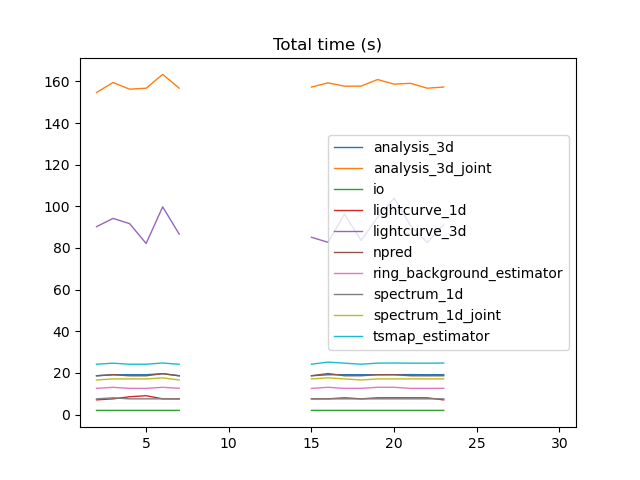 Total time (s)
160
140
120
100
80
60
40
20
0
analysis_3d
analysis_3d_joint
io
lightcurve_1d
lightcurve_3d
npred
ring_background_estimator
spectrum_1d
spectrum_1d_joint
tsmap_estimator
5 10 15 20 25 30